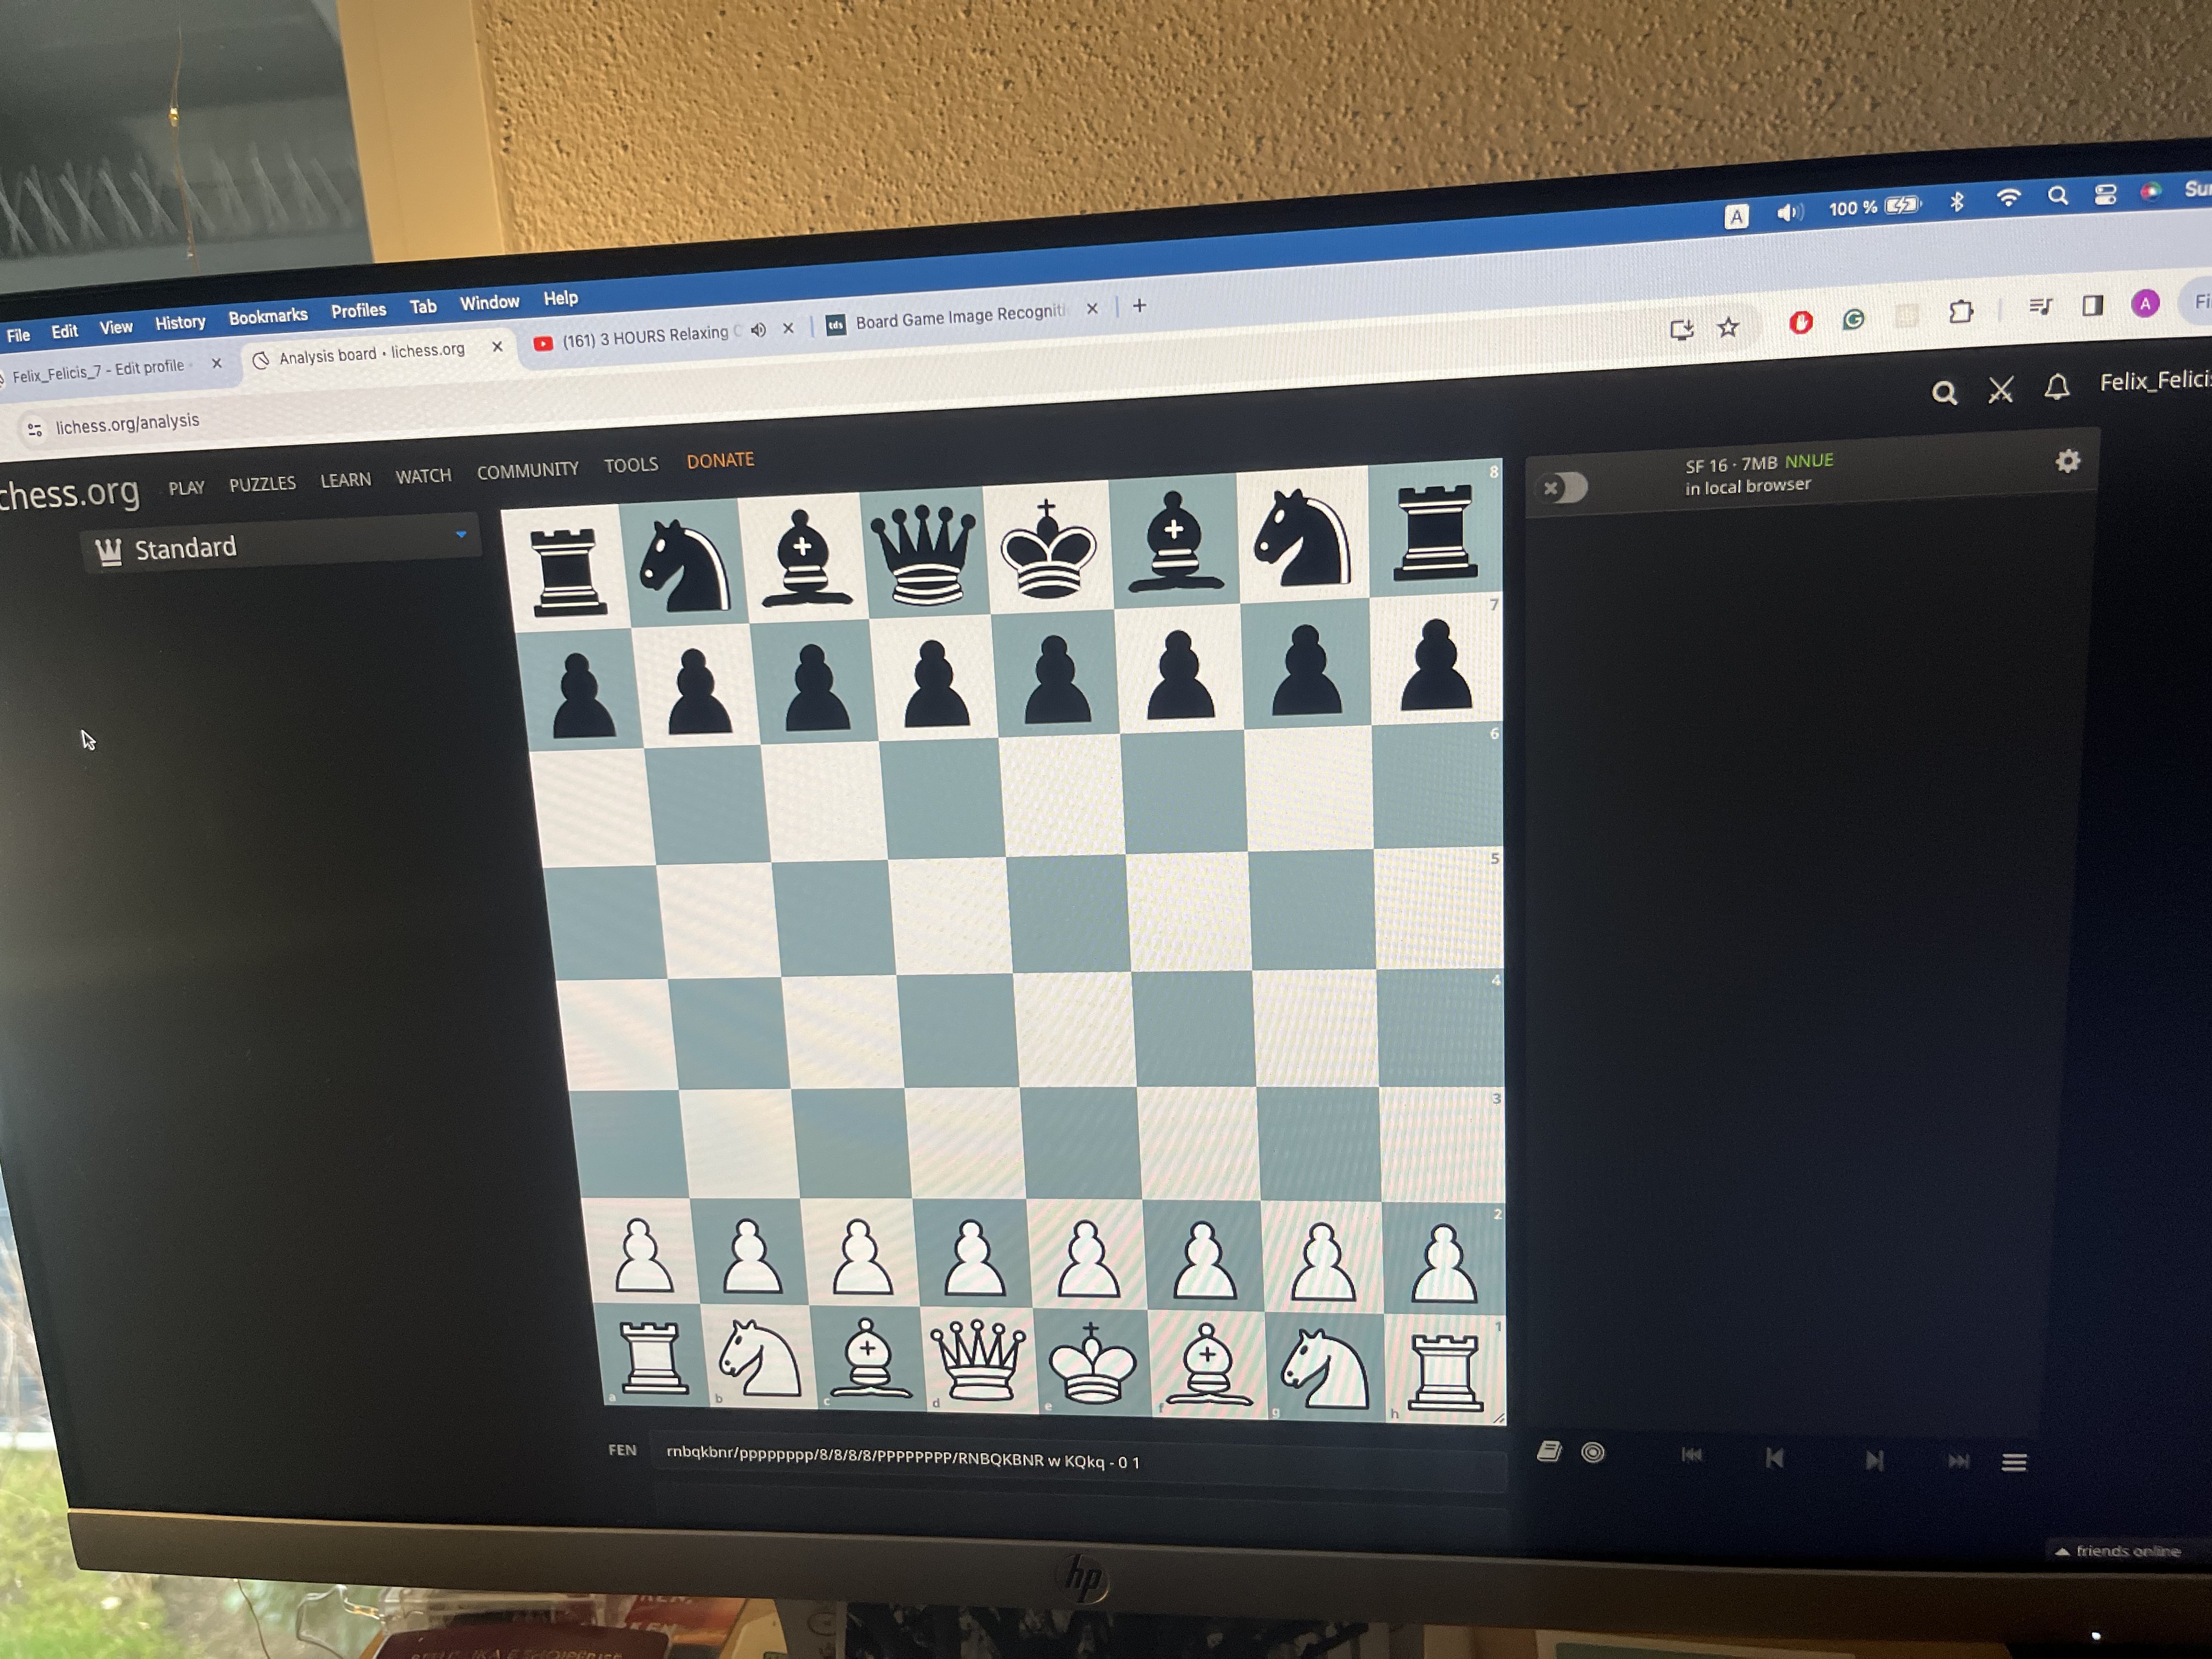 File Edit View History Bookmarks Profiles Tab Window Help A 100 %
Felix_Felicis_7 - Edit profile Analysis board • lichess.org (161) 3 HOURS Relaxing tds Board Game Image Recogniti
lichess.org/analysis A
chess.org PLAY PUZZLES LEARN WATCH COMMUNITY TOOLS DONATE Felix_Felici
Standard
SF 16 · 7MB NNUE
in local browser
8
7
6
5
4
3
2
1
a b c d e f g h
FEN rnbqkbnr/pppppppp/8/8/8/8/PPPPPPPP/RNBQKBNR w KQkq - 0 1
friends online
hp